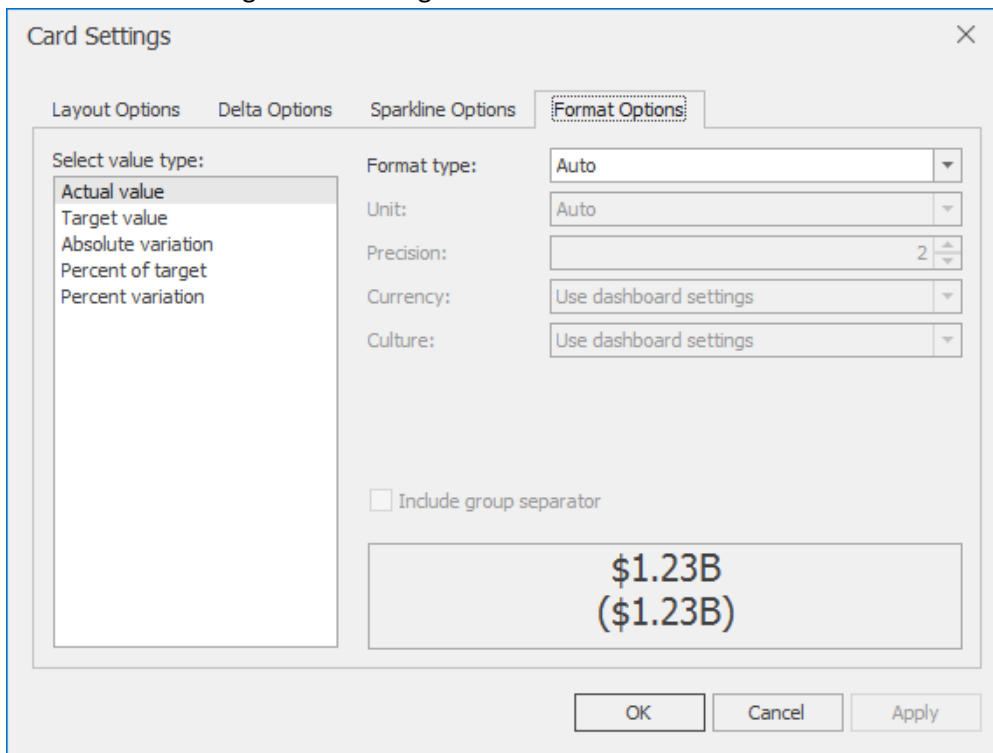 Card Settings
Layout Options
Delta Options
Sparkline Options
Format Options
Select value type:
Actual value
Target value
Absolute variation
Percent of target
Percent variation
Format type:
Auto
Unit:
Auto
Precision:
2
Currency:
Use dashboard settings
Culture:
Use dashboard settings
Include group separator
$1.23B
($1.23B)
OK
Cancel
Apply